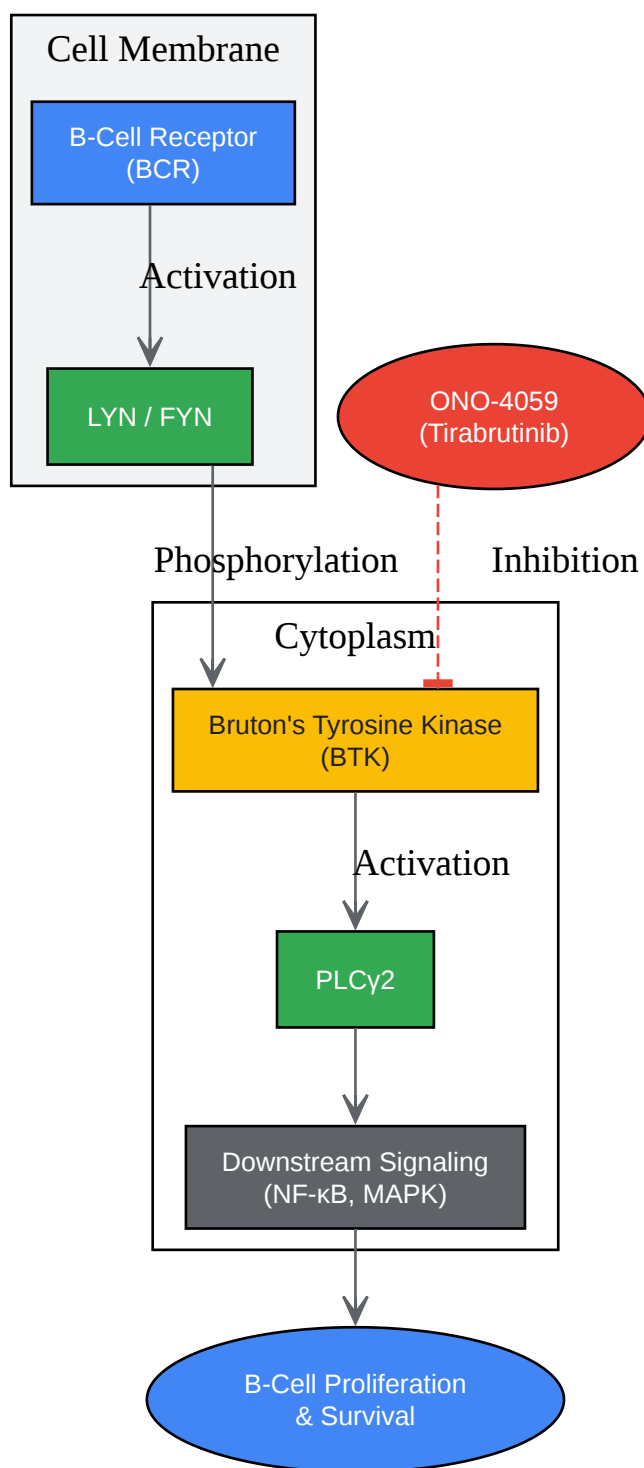 Cell Membrane
B-Cell Receptor
(BCR)
Activation
LYN / FYN
ONO-4059
(Tirabrutinib)
Phosphorylation
Inhibition
Cytoplasm
Bruton's Tyrosine Kinase
(BTK)
Activation
PLCγ2
Downstream Signaling
(NF-κB, MAPK)
B-Cell Proliferation
& Survival